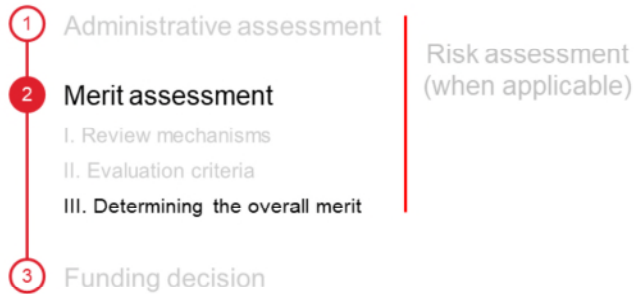 1 Administrative assessment
2 Merit assessment
I. Review mechanisms
II. Evaluation criteria
III. Determining the overall merit
3 Funding decision
Risk assessment
(when applicable)